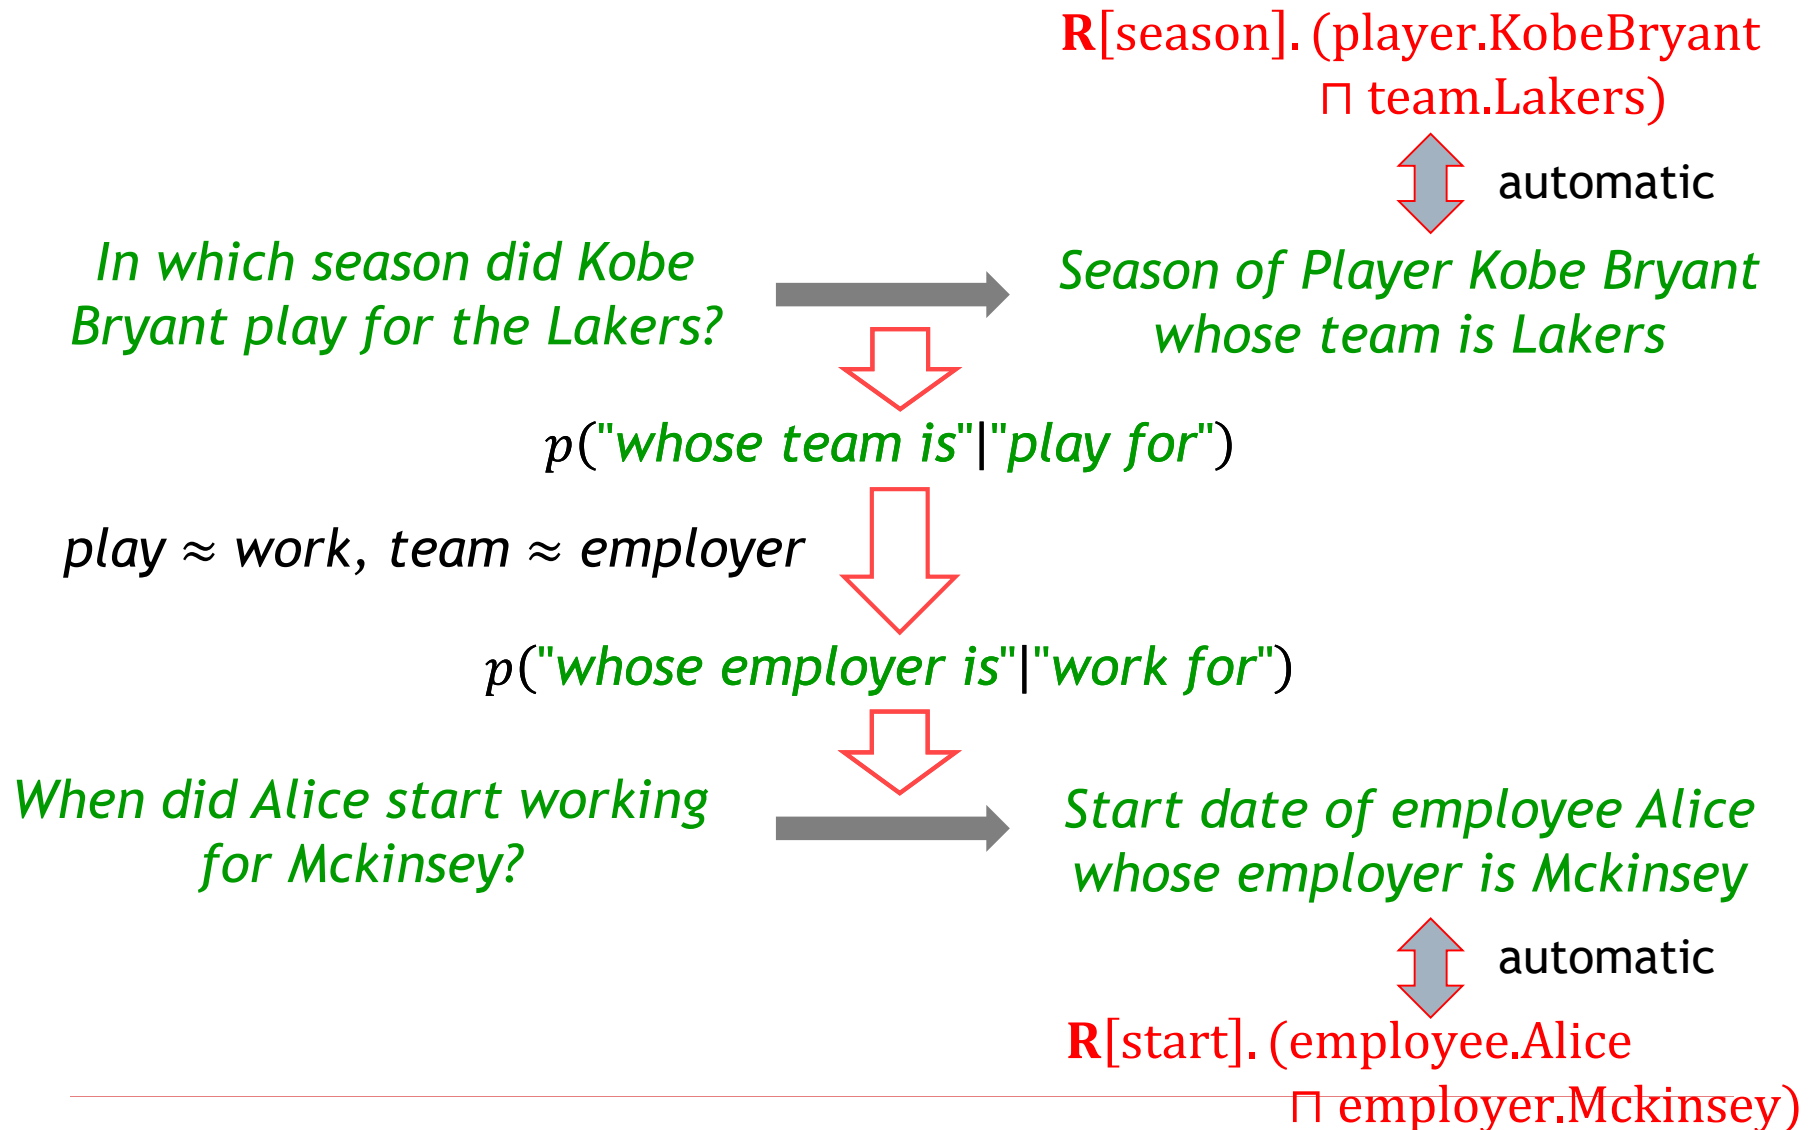 R[season]. (player.KobeBryant
⊓ team.Lakers)
automatic
In which season did Kobe
Bryant play for the Lakers?
Season of Player Kobe Bryant
whose team is Lakers
p("whose team is"|"play for")
play ≈ work, team ≈ employer
p("whose employer is"|"work for")
When did Alice start working
for Mckinsey?
Start date of employee Alice
whose employer is Mckinsey
automatic
R[start]. (employee.Alice
⊓ employer.Mckinsey)